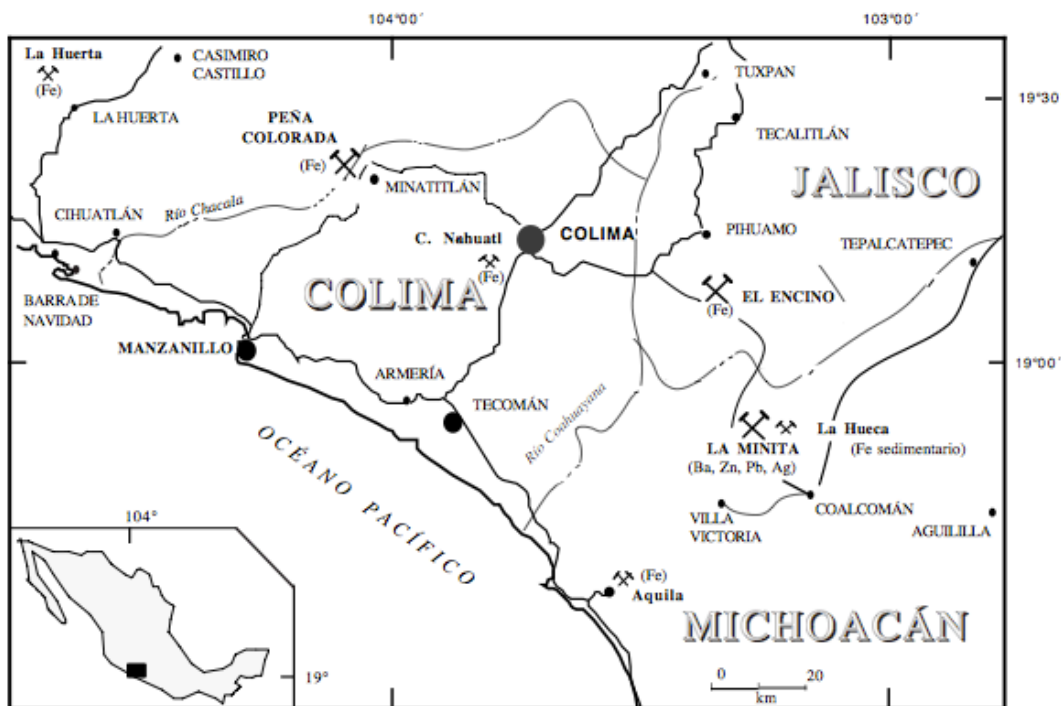 104°00´
103°00´
La Huerta
(Fe)
CASIMIRO
CASTILLO
TUXPAN
19°30
LA HUERTA
PEÑA
COLORADA
(Fe)
TECALITLÁN
MINATITLÁN
JALISCO
Río Chacala
CIHUATLÁN
C. Nahuatl
(Fe)
COLIMA
PIHUAMO
TEPALCATEPEC
BARRA DE
NAVIDAD
COLIMA
EL ENCINO
(Fe)
MANZANILLO
19°00
ARMERÍA
TECOMÁN
Río Coahuayana
La Hueca
(Fe sedimentario)
LA MINITA
(Ba, Zn, Pb, Ag)
OCÉANO PACÍFICO
VILLA
VICTORIA
COALCOMÁN
AGUILILLA
104°
(Fe)
Aquila
MICHOACÁN
19°
0 20
km